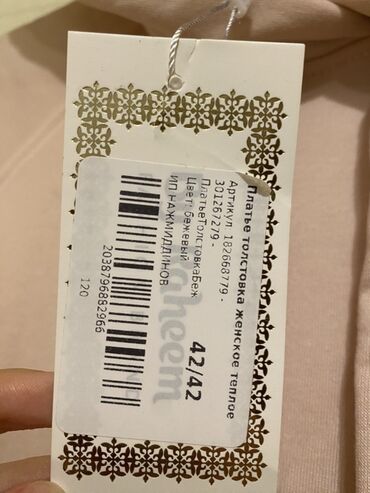 Платье толстовка женское теплое
Артикул 182668779 -
301267279 -
ПлатьеТолстовкаБеж
Цвет: бежевый
ИП НАЖМИДДИНОВ
42/42
2038796882966
120